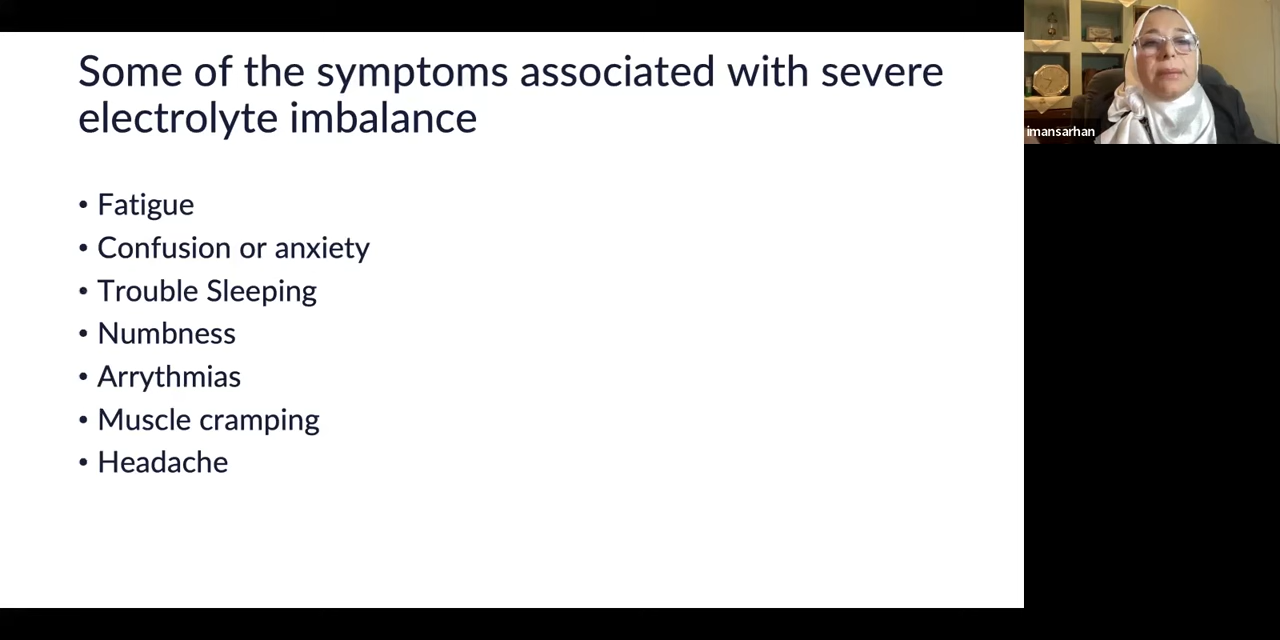 Some of the symptoms associated with severe
electrolyte imbalance
• Fatigue
• Confusion or anxiety
• Trouble Sleeping
• Numbness
• Arrythmias
• Muscle cramping
• Headache
imansarhan